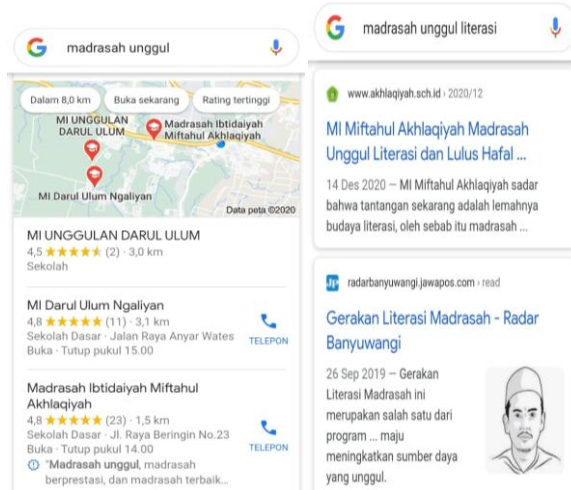 madrasah unggul
Dalam 8,0 km
Buka sekarang
Rating tertinggi
MI UNGGULAN
DARUL ULUM
Madrasah Ibtidaiyah
Miftahul Akhlaqiyah
MI Darul Ulum Ngaliyan
Data peta ©2020
MI UNGGULAN DARUL ULUM
4,5 ★★★★★ (2) · 3,0 km
Sekolah
MI Darul Ulum Ngaliyan
4,8 ★★★★★ (11) · 3,1 km
Sekolah Dasar · Jalan Raya Anyar Wates
Buka · Tutup pukul 15.00
TELEPON
Madrasah Ibtidaiyah Miftahul
Akhlaqiyah
4,8 ★★★★★ (23) · 1,5 km
Sekolah Dasar · Jl. Raya Beringin No.23
Buka · Tutup pukul 14.00
TELEPON
"Madrasah unggul, madrasah
berprestasi, dan madrasah terbaik...
madrasah unggul literasi
www.akhlaqiyah.sch.id › 2020/12
MI Miftahul Akhlaqiyah Madrasah
Unggul Literasi dan Lulus Hafal ...
14 Des 2020 — MI Miftahul Akhlaqiyah sadar
bahwa tantangan sekarang adalah lemahnya
budaya literasi, oleh sebab itu madrasah ...
JP
radarbanyuwangi.jawapos.com › read
Gerakan Literasi Madrasah - Radar
Banyuwangi
26 Sep 2019 — Gerakan
Literasi Madrasah ini
merupakan salah satu dari
program ... maju
meningkatkan sumber daya
yang unggul.